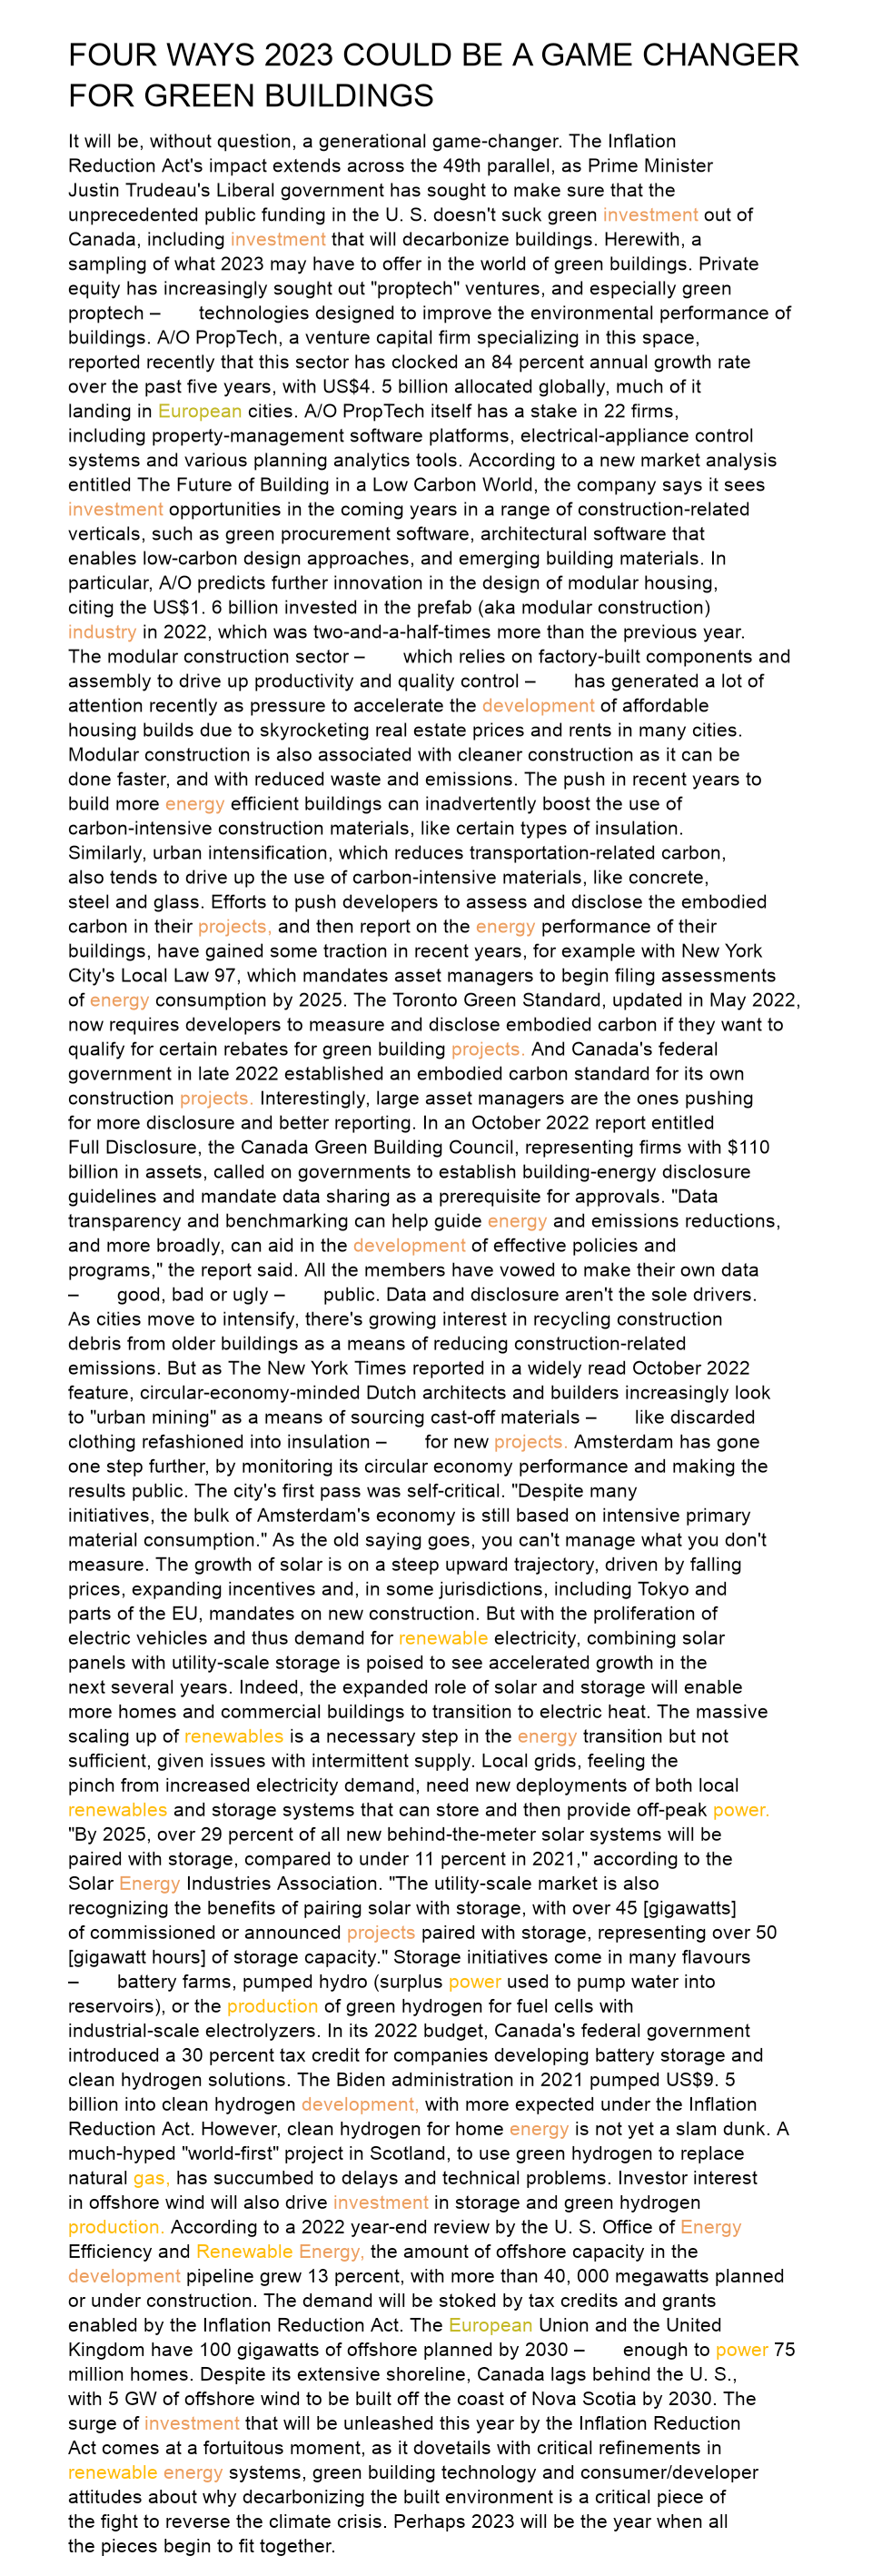 FOUR WAYS 2023 COULD BE A GAME CHANGER
FOR GREEN BUILDINGS
It will be, without question, a generational game-changer. The Inflation
Reduction Act's impact extends across the 49th parallel, as Prime Minister
Justin Trudeau's Liberal government has sought to make sure that the
unprecedented public funding in the U. S. doesn't suck green investment out of
Canada, including investment that will decarbonize buildings. Herewith, a
sampling of what 2023 may have to offer in the world of green buildings. Private
equity has increasingly sought out "proptech" ventures, and especially green
proptech – technologies designed to improve the environmental performance of
buildings. A/O PropTech, a venture capital firm specializing in this space,
reported recently that this sector has clocked an 84 percent annual growth rate
over the past five years, with US$4. 5 billion allocated globally, much of it
landing in European cities. A/O PropTech itself has a stake in 22 firms,
including property-management software platforms, electrical-appliance control
systems and various planning analytics tools. According to a new market analysis
entitled The Future of Building in a Low Carbon World, the company says it sees
investment opportunities in the coming years in a range of construction-related
verticals, such as green procurement software, architectural software that
enables low-carbon design approaches, and emerging building materials. In
particular, A/O predicts further innovation in the design of modular housing,
citing the US$1. 6 billion invested in the prefab (aka modular construction)
industry in 2022, which was two-and-a-half-times more than the previous year.
The modular construction sector – which relies on factory-built components and
assembly to drive up productivity and quality control – has generated a lot of
attention recently as pressure to accelerate the development of affordable
housing builds due to skyrocketing real estate prices and rents in many cities.
Modular construction is also associated with cleaner construction as it can be
done faster, and with reduced waste and emissions. The push in recent years to
build more energy efficient buildings can inadvertently boost the use of
carbon-intensive construction materials, like certain types of insulation.
Similarly, urban intensification, which reduces transportation-related carbon,
also tends to drive up the use of carbon-intensive materials, like concrete,
steel and glass. Efforts to push developers to assess and disclose the embodied
carbon in their projects, and then report on the energy performance of their
buildings, have gained some traction in recent years, for example with New York
City's Local Law 97, which mandates asset managers to begin filing assessments
of energy consumption by 2025. The Toronto Green Standard, updated in May 2022,
now requires developers to measure and disclose embodied carbon if they want to
qualify for certain rebates for green building projects. And Canada's federal
government in late 2022 established an embodied carbon standard for its own
construction projects. Interestingly, large asset managers are the ones pushing
for more disclosure and better reporting. In an October 2022 report entitled
Full Disclosure, the Canada Green Building Council, representing firms with $110
billion in assets, called on governments to establish building-energy disclosure
guidelines and mandate data sharing as a prerequisite for approvals. "Data
transparency and benchmarking can help guide energy and emissions reductions,
and more broadly, can aid in the development of effective policies and
programs," the report said. All the members have vowed to make their own data
– good, bad or ugly – public. Data and disclosure aren't the sole drivers.
As cities move to intensify, there's growing interest in recycling construction
debris from older buildings as a means of reducing construction-related
emissions. But as The New York Times reported in a widely read October 2022
feature, circular-economy-minded Dutch architects and builders increasingly look
to "urban mining" as a means of sourcing cast-off materials – like discarded
clothing refashioned into insulation – for new projects. Amsterdam has gone
one step further, by monitoring its circular economy performance and making the
results public. The city's first pass was self-critical. "Despite many
initiatives, the bulk of Amsterdam's economy is still based on intensive primary
material consumption." As the old saying goes, you can't manage what you don't
measure. The growth of solar is on a steep upward trajectory, driven by falling
prices, expanding incentives and, in some jurisdictions, including Tokyo and
parts of the EU, mandates on new construction. But with the proliferation of
electric vehicles and thus demand for renewable electricity, combining solar
panels with utility-scale storage is poised to see accelerated growth in the
next several years. Indeed, the expanded role of solar and storage will enable
more homes and commercial buildings to transition to electric heat. The massive
scaling up of renewables is a necessary step in the energy transition but not
sufficient, given issues with intermittent supply. Local grids, feeling the
pinch from increased electricity demand, need new deployments of both local
renewables and storage systems that can store and then provide off-peak power.
"By 2025, over 29 percent of all new behind-the-meter solar systems will be
paired with storage, compared to under 11 percent in 2021," according to the
Solar Energy Industries Association. "The utility-scale market is also
recognizing the benefits of pairing solar with storage, with over 45 [gigawatts]
of commissioned or announced projects paired with storage, representing over 50
[gigawatt hours] of storage capacity." Storage initiatives come in many flavours
– battery farms, pumped hydro (surplus power used to pump water into
reservoirs), or the production of green hydrogen for fuel cells with
industrial-scale electrolyzers. In its 2022 budget, Canada's federal government
introduced a 30 percent tax credit for companies developing battery storage and
clean hydrogen solutions. The Biden administration in 2021 pumped US$9. 5
billion into clean hydrogen development, with more expected under the Inflation
Reduction Act. However, clean hydrogen for home energy is not yet a slam dunk. A
much-hyped "world-first" project in Scotland, to use green hydrogen to replace
natural gas, has succumbed to delays and technical problems. Investor interest
in offshore wind will also drive investment in storage and green hydrogen
production. According to a 2022 year-end review by the U. S. Office of Energy
Efficiency and Renewable Energy, the amount of offshore capacity in the
development pipeline grew 13 percent, with more than 40, 000 megawatts planned
or under construction. The demand will be stoked by tax credits and grants
enabled by the Inflation Reduction Act. The European Union and the United
Kingdom have 100 gigawatts of offshore planned by 2030 – enough to power 75
million homes. Despite its extensive shoreline, Canada lags behind the U. S.,
with 5 GW of offshore wind to be built off the coast of Nova Scotia by 2030. The
surge of investment that will be unleashed this year by the Inflation Reduction
Act comes at a fortuitous moment, as it dovetails with critical refinements in
renewable energy systems, green building technology and consumer/developer
attitudes about why decarbonizing the built environment is a critical piece of
the fight to reverse the climate crisis. Perhaps 2023 will be the year when all
the pieces begin to fit together.